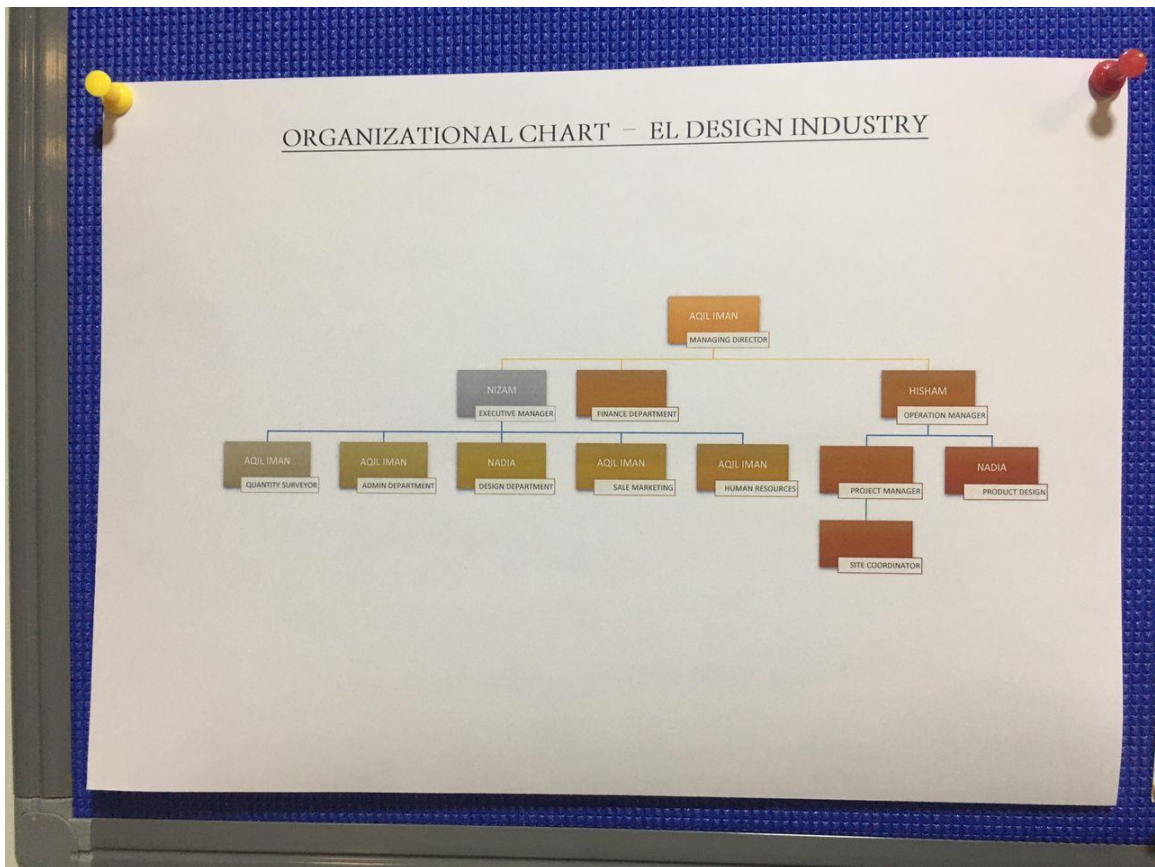 ORGANIZATIONAL CHART – EL DESIGN INDUSTRY
AQIL IMAN
MANAGING DIRECTOR
NIZAM
EXECUTIVE MANAGER
FINANCE DEPARTMENT
HISHAM
OPERATION MANAGER
AQIL IMAN
QUANTITY SURVEYOR
AQIL IMAN
ADMIN DEPARTMENT
NADIA
DESIGN DEPARTMENT
AQIL IMAN
SALE MARKETING
AQIL IMAN
HUMAN RESOURCES
PROJECT MANAGER
NADIA
PRODUCT DESIGN
SITE COORDINATOR